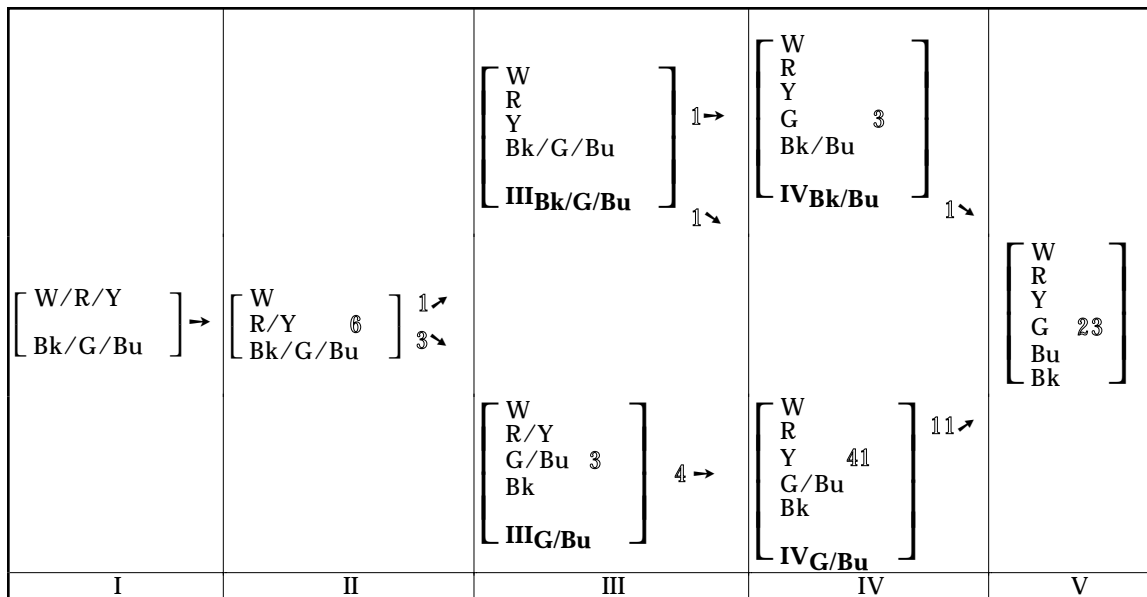 W
R
Y
Bk/G/Bu
III Bk/G/Bu
1→
1↘
W
R
Y
G 3
Bk/Bu
IV Bk/Bu
1↘
W/R/Y
Bk/G/Bu
→
W
R/Y 6
Bk/G/Bu
1↗
3↘
W
R
Y
G 23
Bu
Bk
W
R/Y
G/Bu 3
Bk
III G/Bu
4→
W
R
Y 41
G/Bu
Bk
IV G/Bu
11↗
I II III IV V